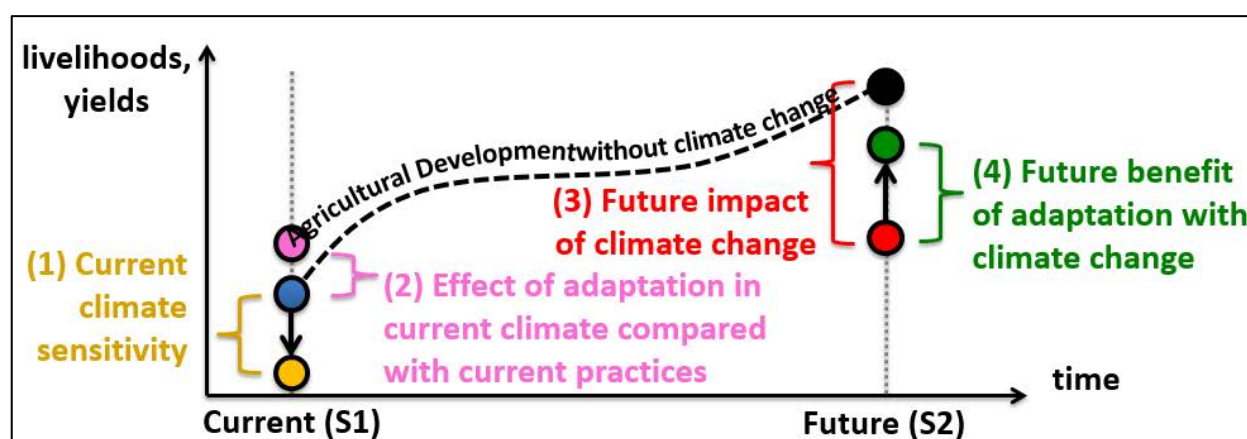 livelihoods,
yields
Agricultural Development without climate change
(1) Current
climate
sensitivity
(2) Effect of adaptation in
current climate compared
with current practices
(3) Future impact
of climate change
(4) Future benefit
of adaptation with
climate change
time
Current (S1)
Future (S2)